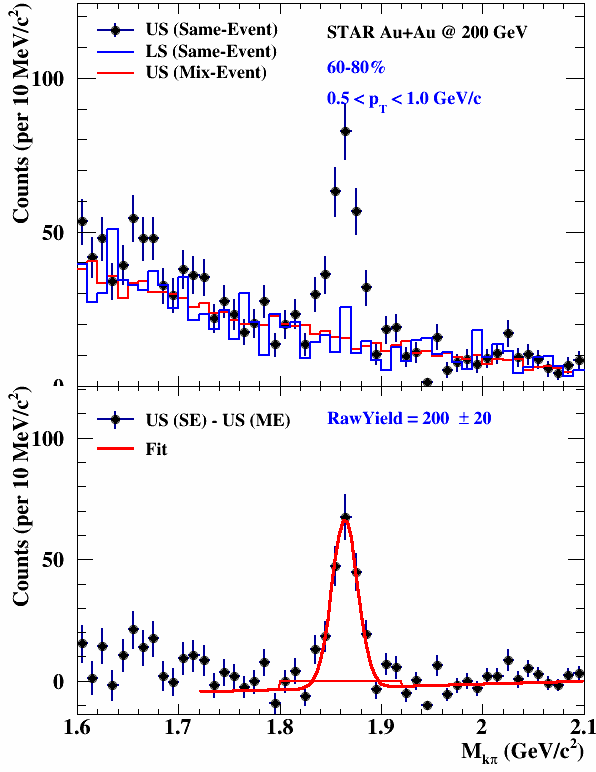 US (Same-Event)
LS (Same-Event)
US (Mix-Event)
STAR Au+Au @ 200 GeV
60-80%
0.5 < p_T < 1.0 GeV/c
Counts (per 10 MeV/c²)
100
50
0
US (SE) - US (ME)
Fit
RawYield = 200 ± 20
Counts (per 10 MeV/c²)
100
50
0
1.6 1.7 1.8 1.9 2 2.1
M_kπ (GeV/c²)